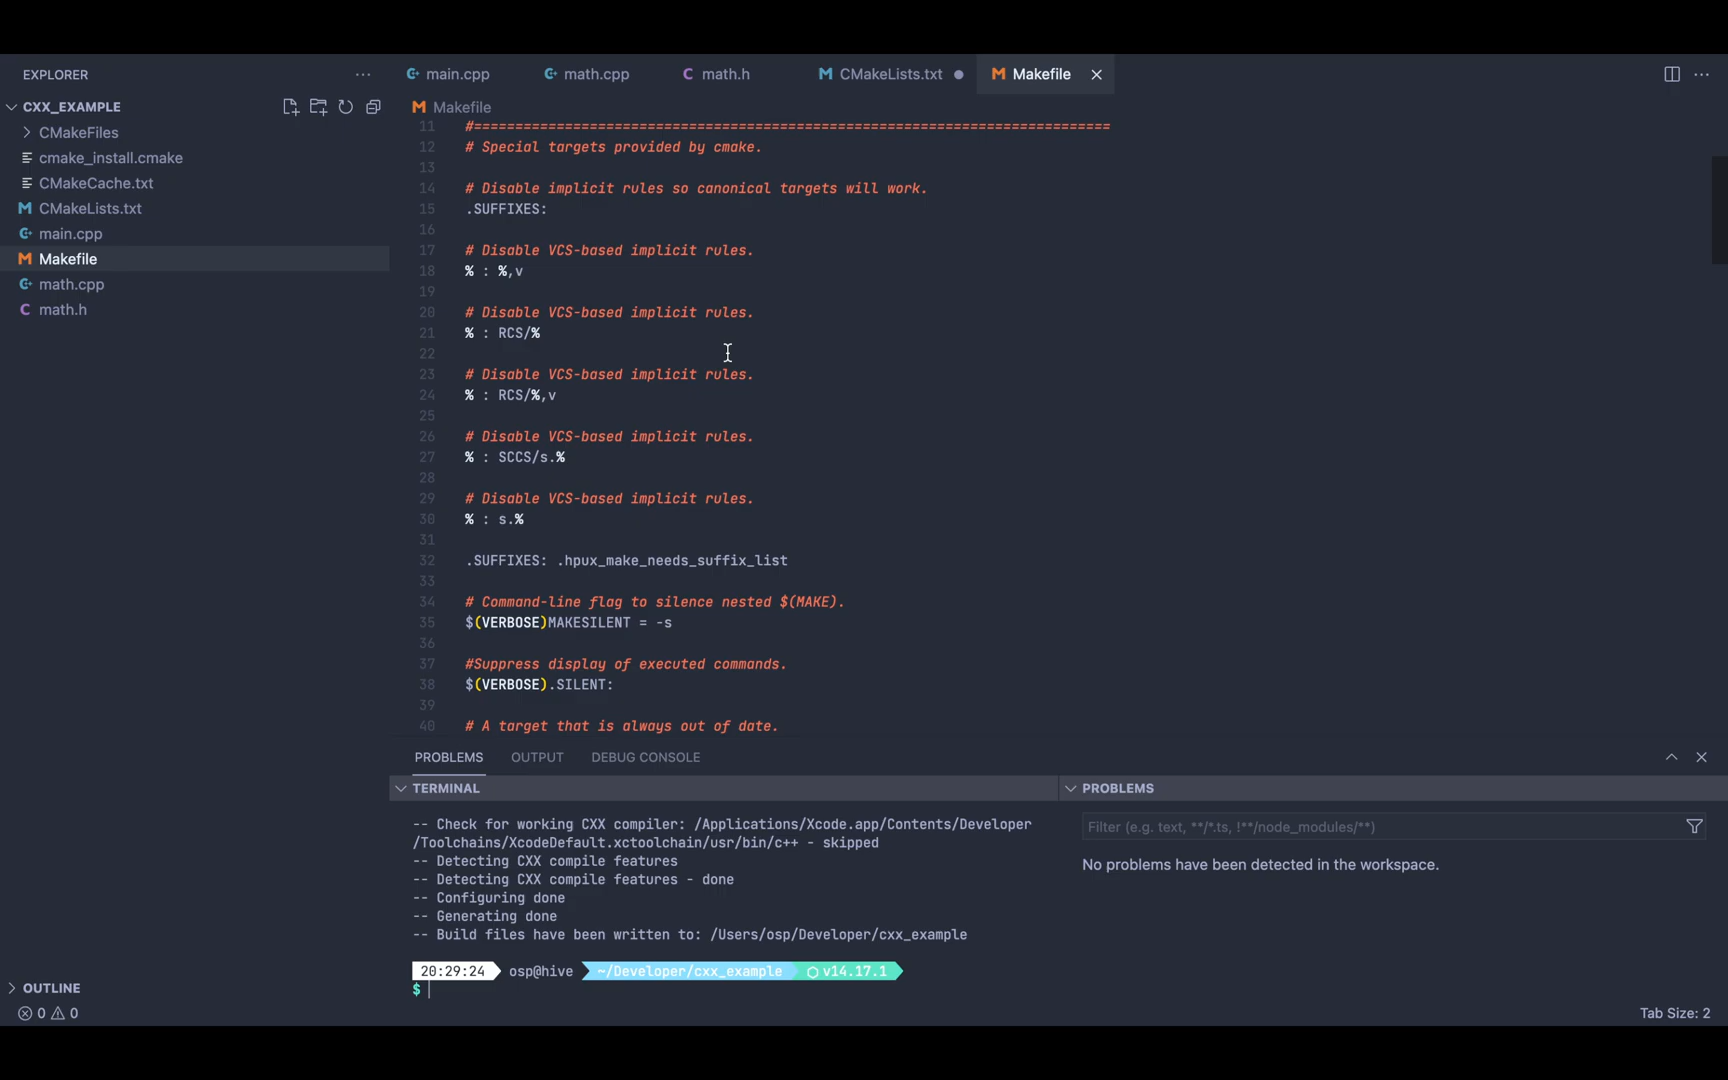 EXPLORER
CXX_EXAMPLE
CMakeFiles
cmake_install.cmake
CMakeCache.txt
CMakeLists.txt
main.cpp
Makefile
math.cpp
math.h
OUTLINE
0 0
main.cpp math.cpp math.h CMakeLists.txt Makefile
Makefile
11 #=============================================================================
12 # Special targets provided by cmake.
13
14 # Disable implicit rules so canonical targets will work.
15 .SUFFIXES:
16
17 # Disable VCS-based implicit rules.
18 % : %,v
19
20 # Disable VCS-based implicit rules.
21 % : RCS/%
22
23 # Disable VCS-based implicit rules.
24 % : RCS/%,v
25
26 # Disable VCS-based implicit rules.
27 % : SCCS/s.%
28
29 # Disable VCS-based implicit rules.
30 % : s.%
31
32 .SUFFIXES: .hpux_make_needs_suffix_list
33
34 # Command-line flag to silence nested $(MAKE).
35 $(VERBOSE)MAKESILENT = -s
36
37 #Suppress display of executed commands.
38 $(VERBOSE).SILENT:
39
40 # A target that is always out of date.
PROBLEMS OUTPUT DEBUG CONSOLE
TERMINAL
-- Check for working CXX compiler: /Applications/Xcode.app/Contents/Developer
/Toolchains/XcodeDefault.xctoolchain/usr/bin/c++ - skipped
-- Detecting CXX compile features
-- Detecting CXX compile features - done
-- Configuring done
-- Generating done
-- Build files have been written to: /Users/osp/Developer/cxx_example
20:29:24 osp@hive ~/Developer/cxx_example v14.17.1
$
PROBLEMS
Filter (e.g. text, **/*.ts, !**/node_modules/**)
No problems have been detected in the workspace.
Tab Size: 2